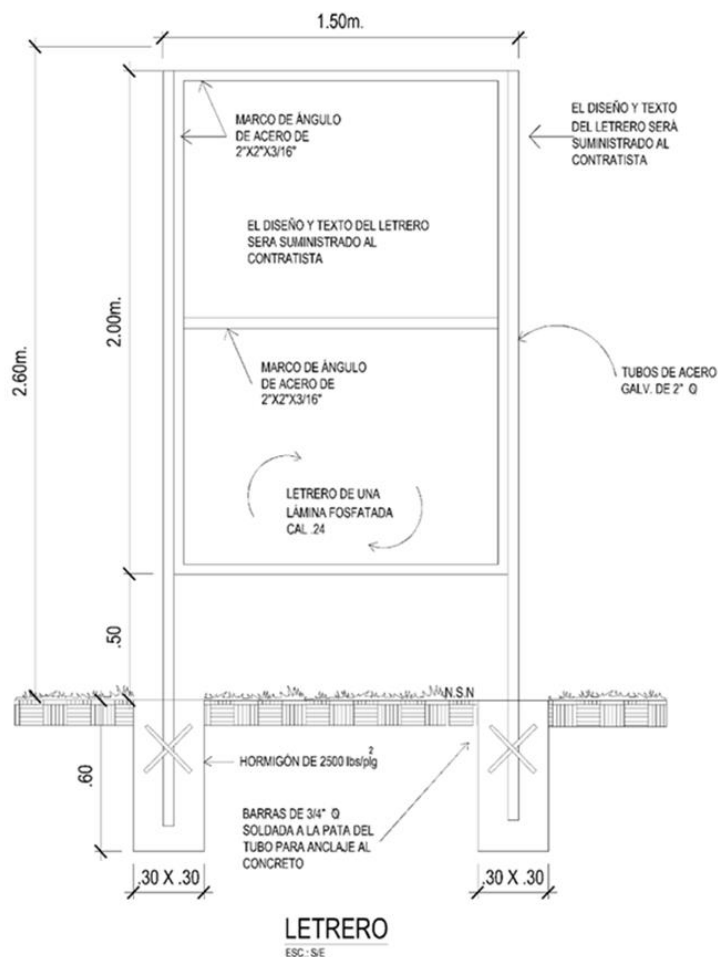 1.50m.
MARCO DE ÁNGULO
DE ACERO DE
2"X2"X3/16"
EL DISEÑO Y TEXTO
DEL LETRERO SERÁ
SUMINISTRADO AL
CONTRATISTA
EL DISEÑO Y TEXTO DEL LETRERO
SERA SUMINISTRADO AL
CONTRATISTA
2.00m.
2.60m.
MARCO DE ÁNGULO
DE ACERO DE
2"X2"X3/16"
TUBOS DE ACERO
GALV. DE 2" Q
LETRERO DE UNA
LÁMINA FOSFATADA
CAL .24
.50
N.S.N
.60
HORMIGÓN DE 2500 lbs/plg²
BARRAS DE 3/4" Q
SOLDADA A LA PATA DEL
TUBO PARA ANCLAJE AL
CONCRETO
.30 X .30
.30 X .30
LETRERO
ESC.: S/E